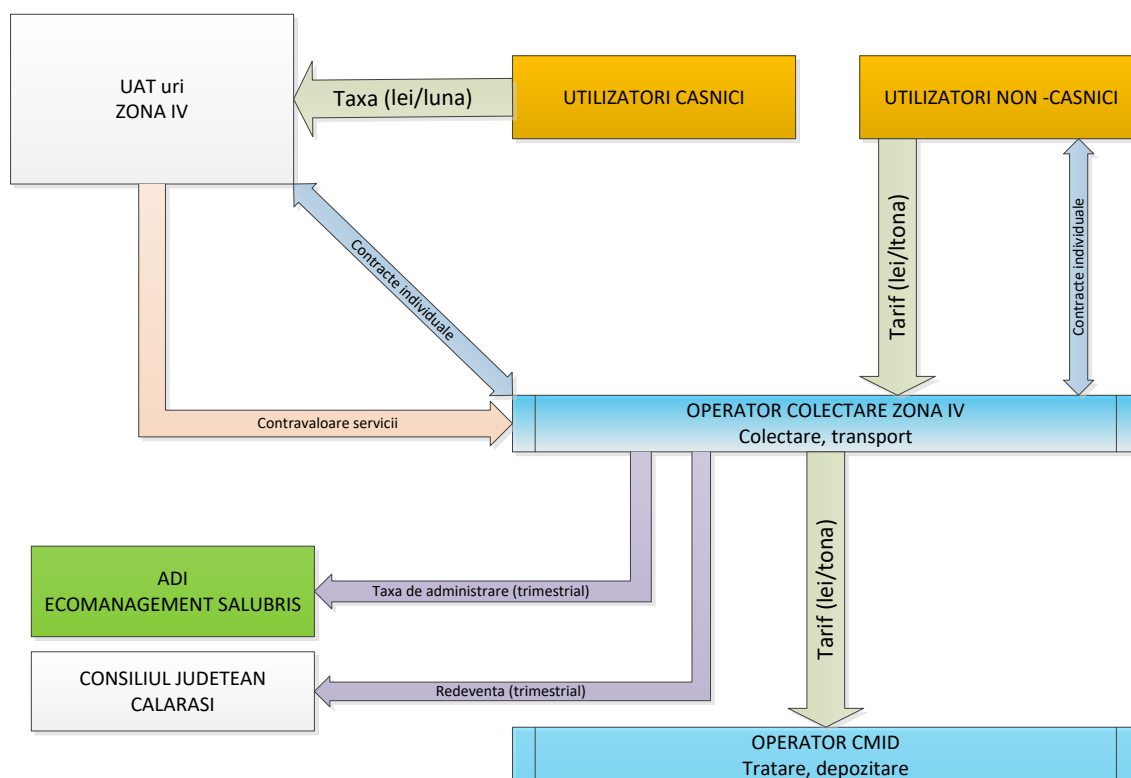 UAT uri
ZONA IV
Taxa (lei/luna)
UTILIZATORI CASNICI
UTILIZATORI NON -CASNICI
Contracte individuale
Tarif (lei/ltona)
Contracte individuale
Contravaloare servicii
OPERATOR COLECTARE ZONA IV
Colectare, transport
ADI
ECOMANAGEMENT SALUBRIS
Taxa de administrare (trimestrial)
Tarif (lei/tona)
CONSILIUL JUDETEAN
CALARASI
Redeventa (trimestrial)
OPERATOR CMID
Tratare, depozitare